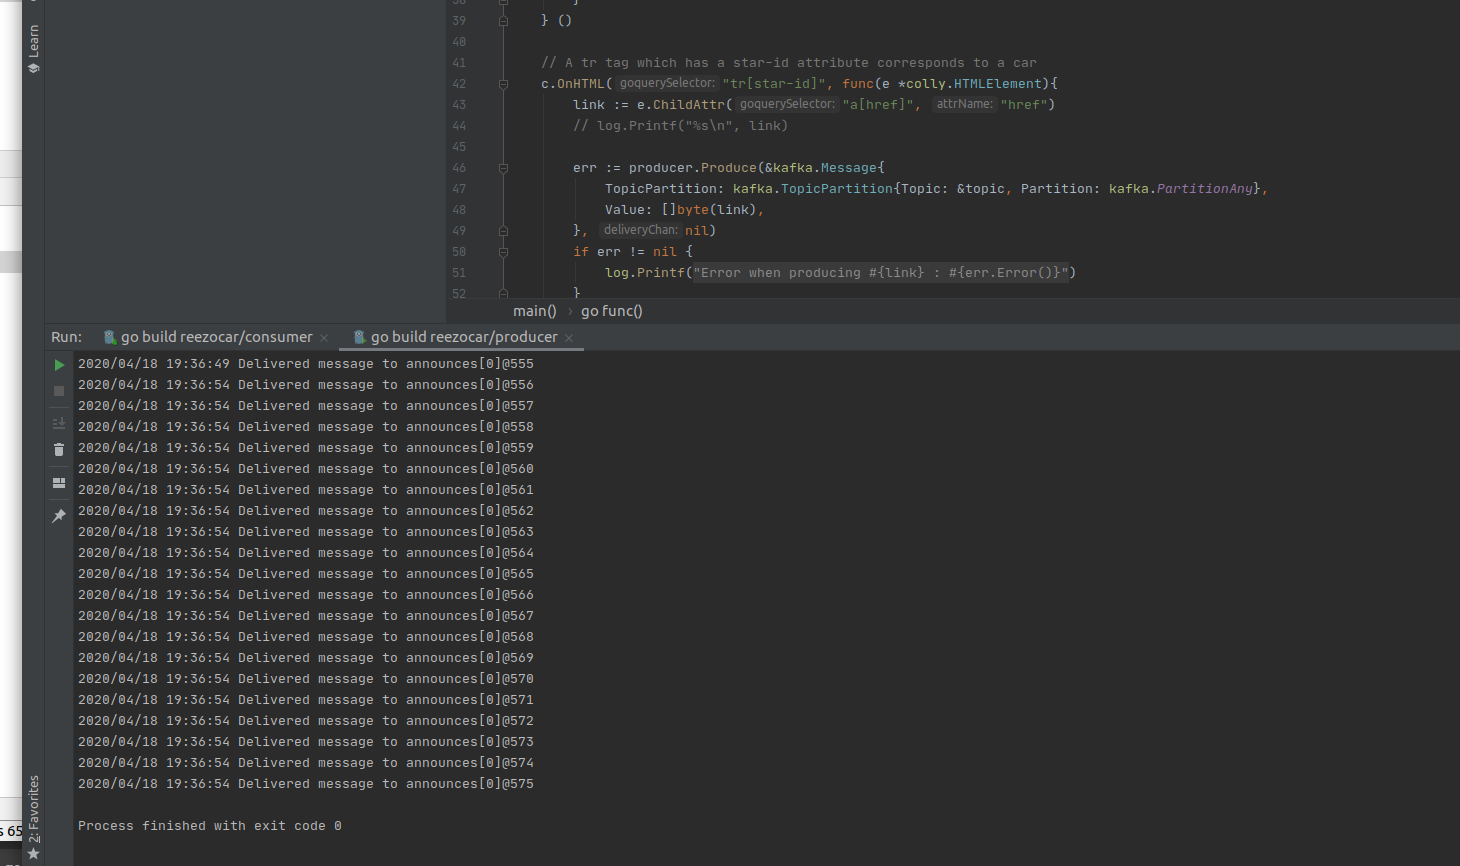 38 }
39 } ()
40
41 // A tr tag which has a star-id attribute corresponds to a car
42 c.OnHTML( goquerySelector: "tr[star-id]", func(e *colly.HTMLElement){
43 link := e.ChildAttr( goquerySelector: "a[href]", attrName: "href")
44 // log.Printf("%s\n", link)
45
46 err := producer.Produce(&kafka.Message{
47 TopicPartition: kafka.TopicPartition{Topic: &topic, Partition: kafka.PartitionAny},
48 Value: []byte(link),
49 }, deliveryChan: nil)
50 if err != nil {
51 log.Printf("Error when producing #{link} : #{err.Error()}")
52 }
main() › go func()
Learn
Run: go build reezocar/consumer × go build reezocar/producer ×
2020/04/18 19:36:49 Delivered message to announces[0]@555
2020/04/18 19:36:54 Delivered message to announces[0]@556
2020/04/18 19:36:54 Delivered message to announces[0]@557
2020/04/18 19:36:54 Delivered message to announces[0]@558
2020/04/18 19:36:54 Delivered message to announces[0]@559
2020/04/18 19:36:54 Delivered message to announces[0]@560
2020/04/18 19:36:54 Delivered message to announces[0]@561
2020/04/18 19:36:54 Delivered message to announces[0]@562
2020/04/18 19:36:54 Delivered message to announces[0]@563
2020/04/18 19:36:54 Delivered message to announces[0]@564
2020/04/18 19:36:54 Delivered message to announces[0]@565
2020/04/18 19:36:54 Delivered message to announces[0]@566
2020/04/18 19:36:54 Delivered message to announces[0]@567
2020/04/18 19:36:54 Delivered message to announces[0]@568
2020/04/18 19:36:54 Delivered message to announces[0]@569
2020/04/18 19:36:54 Delivered message to announces[0]@570
2020/04/18 19:36:54 Delivered message to announces[0]@571
2020/04/18 19:36:54 Delivered message to announces[0]@572
2020/04/18 19:36:54 Delivered message to announces[0]@573
2020/04/18 19:36:54 Delivered message to announces[0]@574
2020/04/18 19:36:54 Delivered message to announces[0]@575
Process finished with exit code 0
2: Favorites
s 65